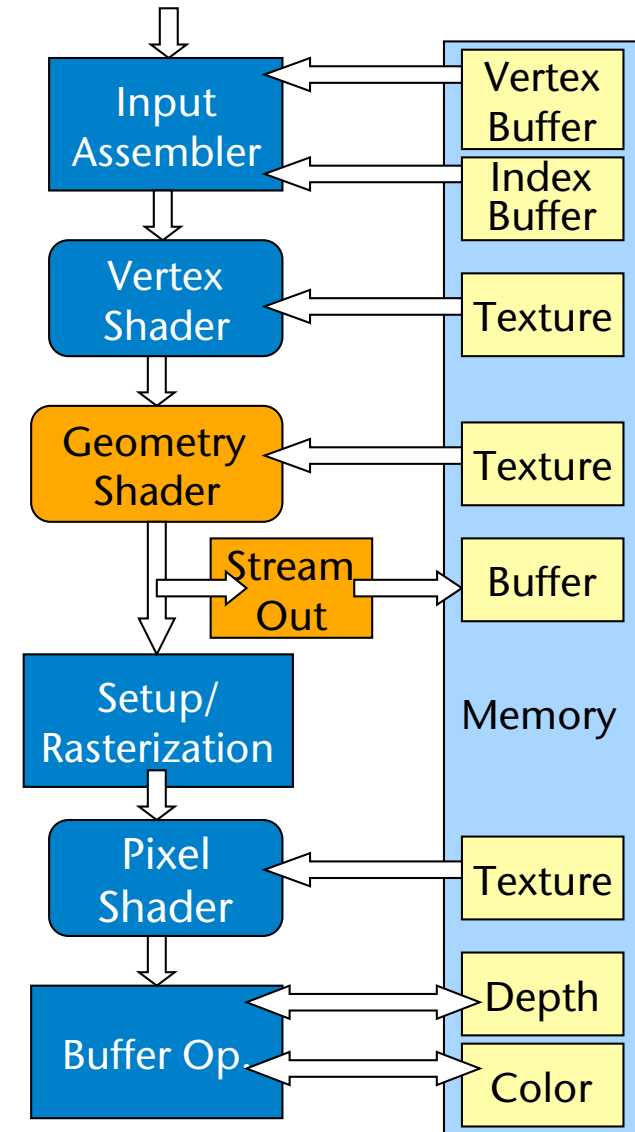 Input
Assembler
Vertex
Buffer
Index
Buffer
Vertex
Shader
Texture
Geometry
Shader
Texture
Stream
Out
Buffer
Setup/
Rasterization
Memory
Pixel
Shader
Texture
Buffer Op.
Depth
Color